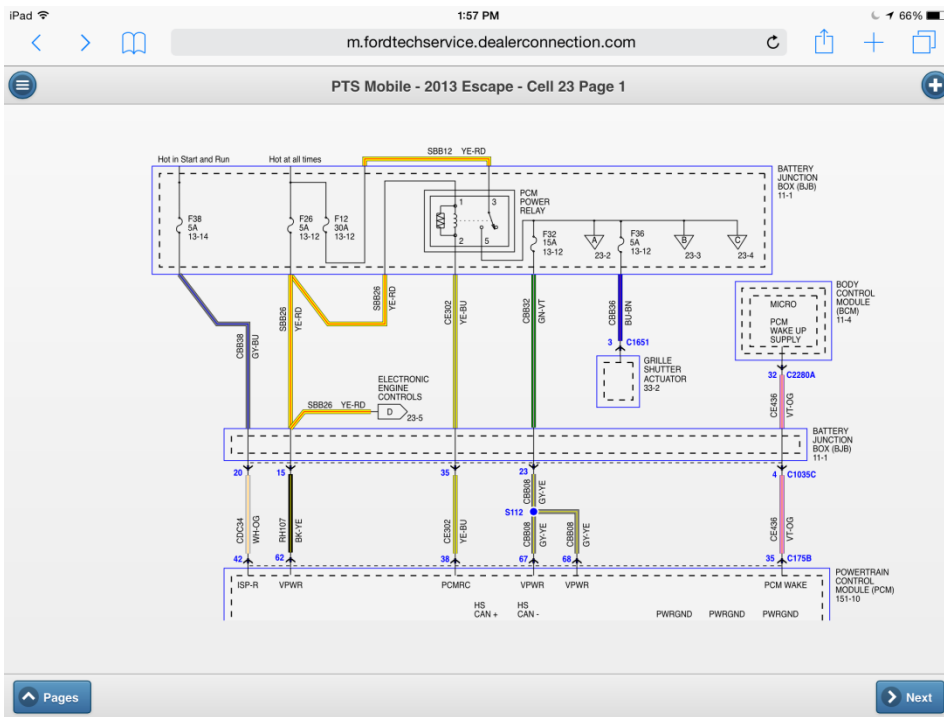 iPad
1:57 PM
66%
m.fordtechservice.dealerconnection.com
PTS Mobile - 2013 Escape - Cell 23 Page 1
SBB12 YE-RD
Hot in Start and Run
Hot at all times
BATTERY
JUNCTION
BOX (BJB)
11-1
PCM
POWER
RELAY
1
3
2
5
F38
5A
13-14
F26
5A
13-12
F12
30A
13-12
F32
15A
13-12
A
23-2
F36
5A
13-12
B
23-3
C
23-4
CBB38
GY-BU
SBB26
YE-RD
SBB26
YE-RD
CE302
YE-BU
CBB32
GN-VT
CBB36
BU-BN
3 C1651
GRILLE
SHUTTER
ACTUATOR
33-2
BODY
CONTROL
MODULE
(BCM)
11-4
MICRO
PCM
WAKE UP
SUPPLY
32 C2280A
CE436
VT-OG
ELECTRONIC
ENGINE
CONTROLS
SBB26 YE-RD
D
23-5
BATTERY
JUNCTION
BOX (BJB)
11-1
20
15
35
23
4 C1035C
CDC34
WH-OG
RH107
BK-YE
CE302
YE-BU
CBB08
GY-YE
S112
CBB08
GY-YE
CBB08
GY-YE
CE436
VT-OG
42
62
38
67
68
35 C175B
ISP-R
VPWR
PCMRC
VPWR
VPWR
PCM WAKE
POWERTRAIN
CONTROL
MODULE (PCM)
151-10
HS
CAN +
HS
CAN -
PWRGND
PWRGND
PWRGND
Pages
Next